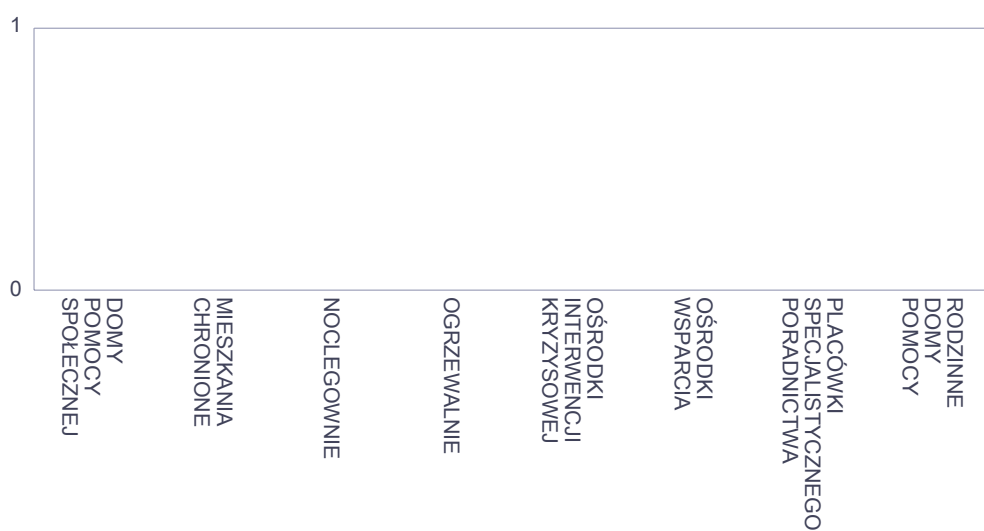 1
0
DOMY
POMOCY
SPOŁECZNEJ
MIESZKANIA
CHRONIONE
NOCLEGOWNIE
OGRZEWALNIE
OŚRODKI
INTERWENCJI
KRYZYSOWEJ
OŚRODKI
WSPARCIA
PLACÓWKI
SPECJALISTYCZNEGO
PORADNICTWA
RODZINNE
DOMY
POMOCY